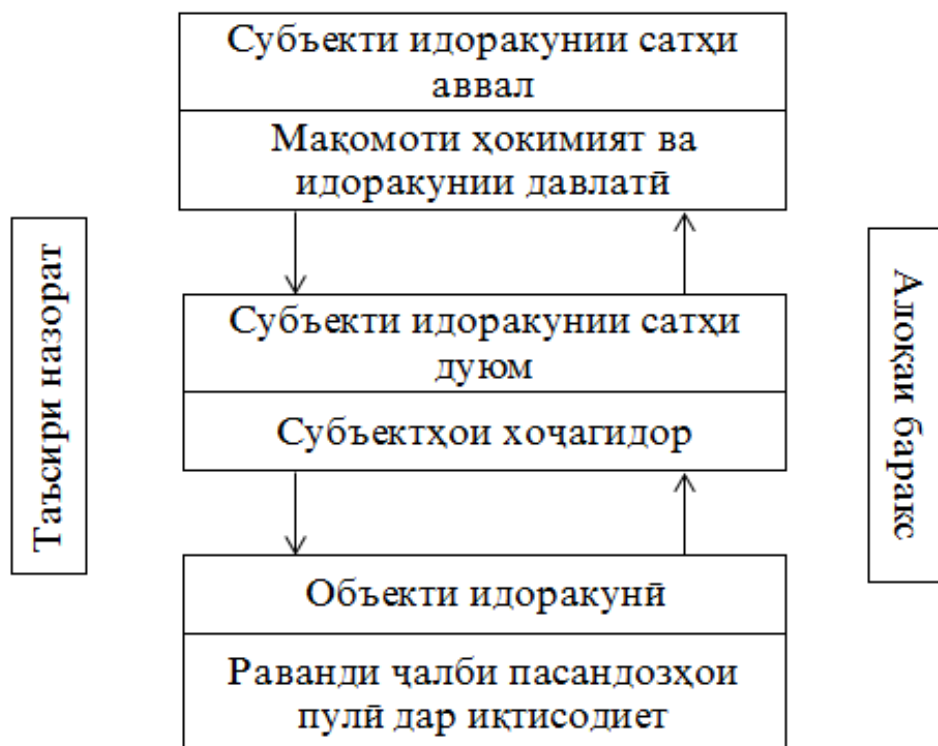 Субъекти идоракунии сатҳи
аввал
Мақомоти ҳокимият ва
идоракунии давлатӣ
Таъсири назорат
Алоқаи баракс
Субъекти идоракунии сатҳи
дуюм
Субъектҳои хоҷагидор
Объекти идоракунӣ
Раванди ҷалби пасандозҳои
пулӣ дар иқтисодиет